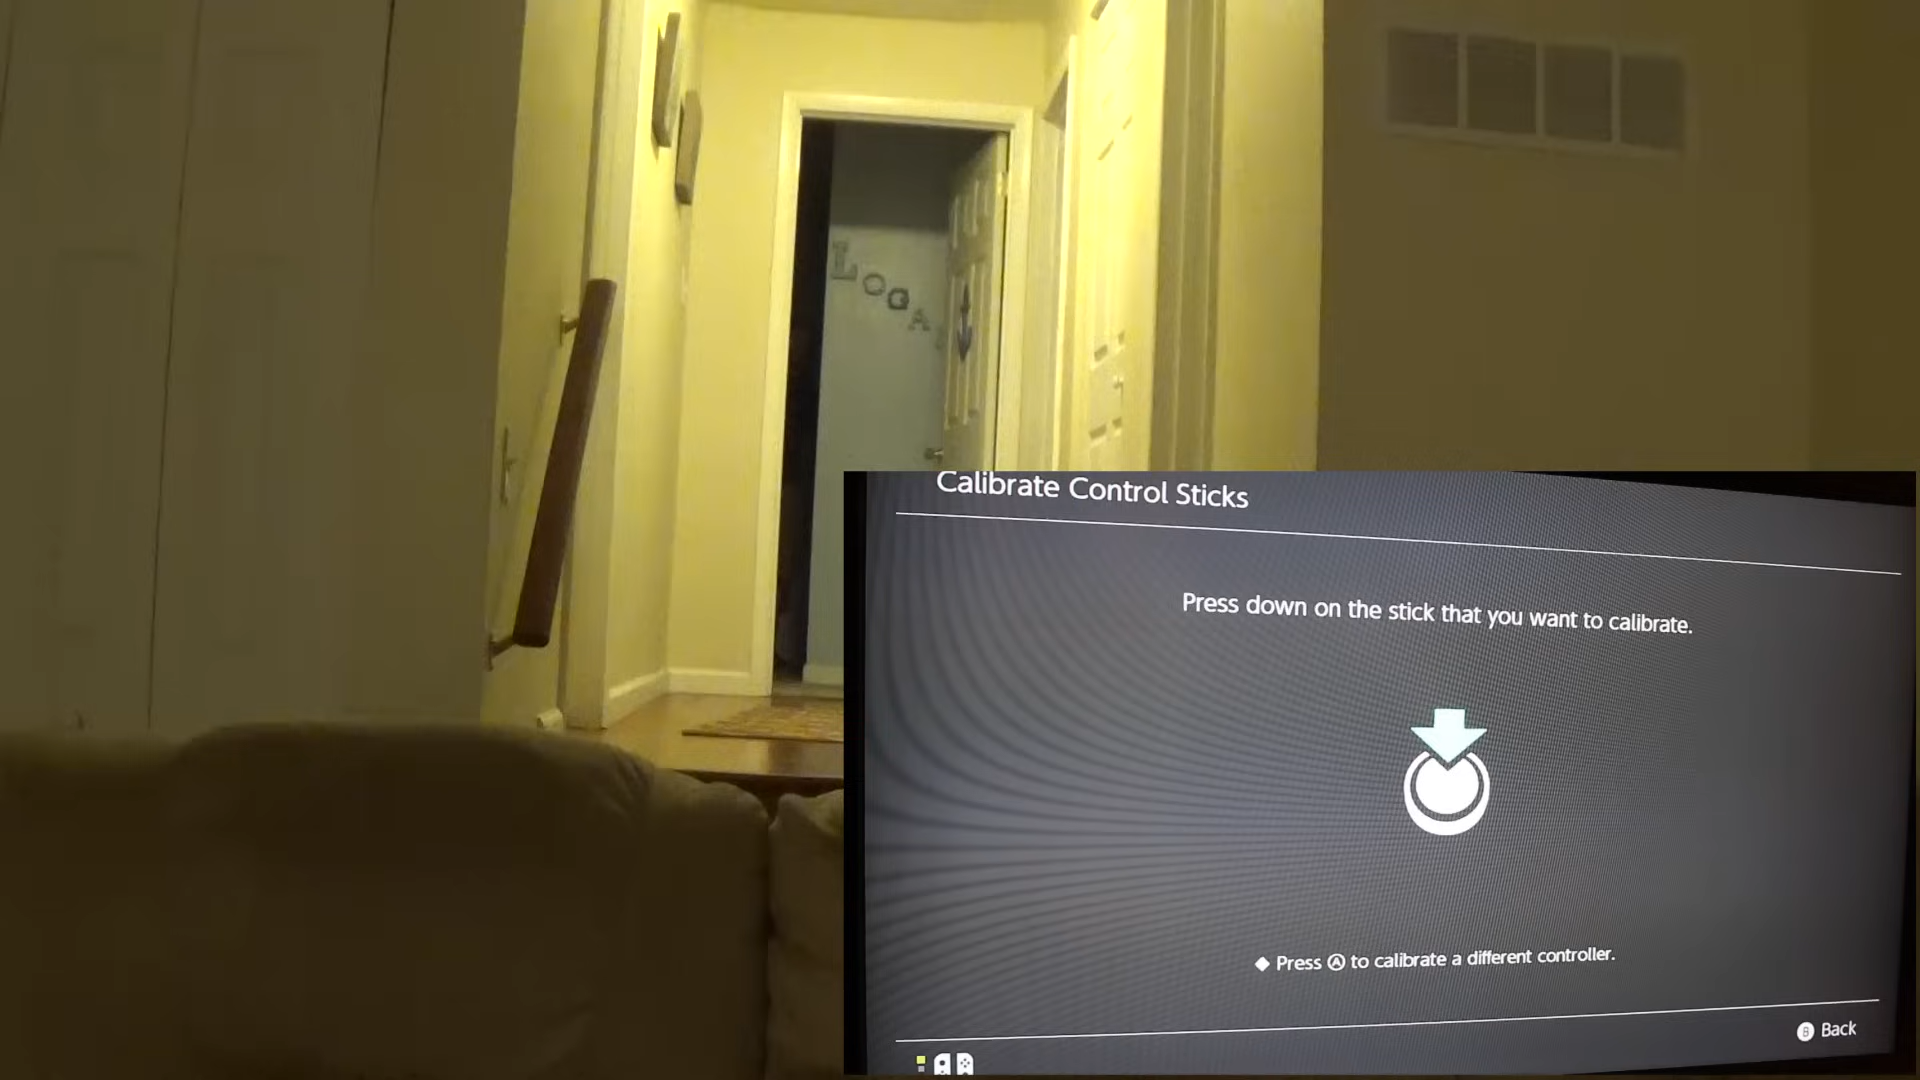 LOGA
Calibrate Control Sticks
Press down on the stick that you want to calibrate.
◆ Press Ⓐ to calibrate a different controller.
Ⓑ Back